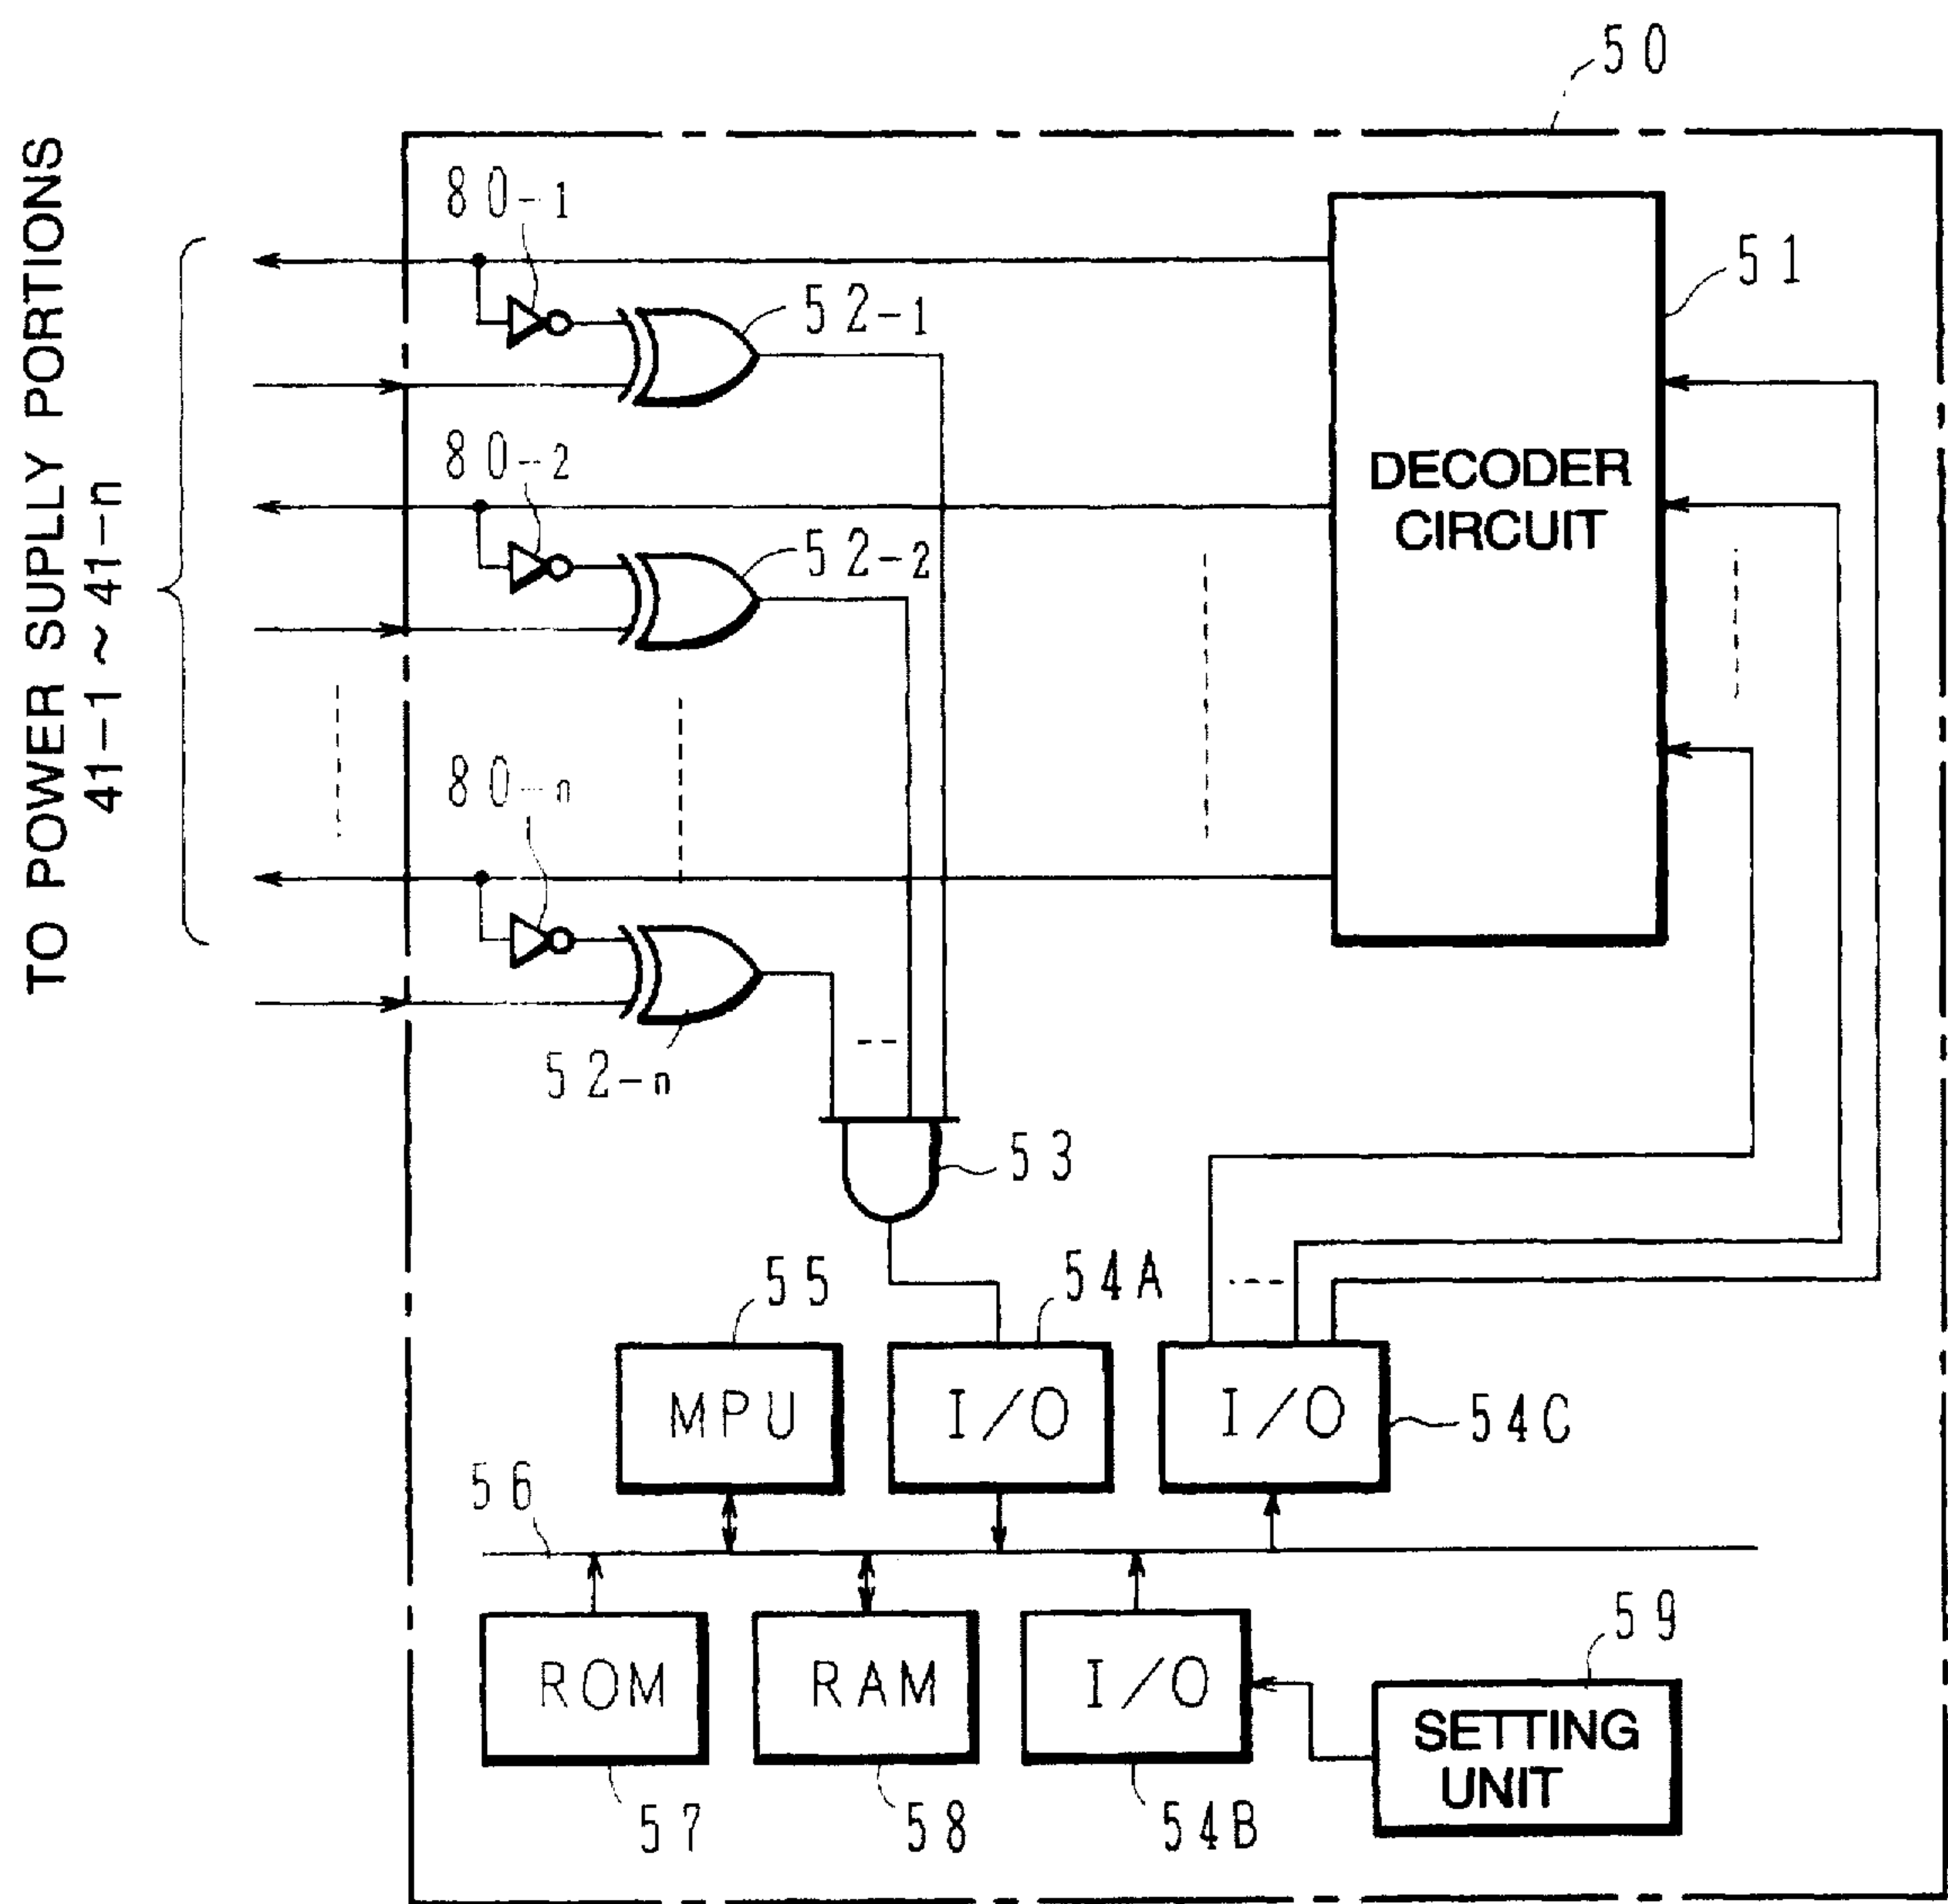 50
TO POWER SUPLLY PORTIONS
41-1~41-n
80-1
52-1
51
80-2
52-2
DECODER
CIRCUIT
80-n
52-n
53
55
54A
MPU
I/O
I/O
54C
56
59
ROM
RAM
I/O
SETTING
UNIT
57
58
54B